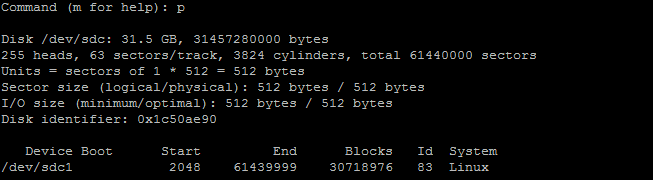 Command (m for help): p
Disk /dev/sdc: 31.5 GB, 31457280000 bytes
255 heads, 63 sectors/track, 3824 cylinders, total 61440000 sectors
Units = sectors of 1 * 512 = 512 bytes
Sector size (logical/physical): 512 bytes / 512 bytes
I/O size (minimum/optimal): 512 bytes / 512 bytes
Disk identifier: 0x1c50ae90
Device Boot Start End Blocks Id System
/dev/sdc1 2048 61439999 30718976 83 Linux